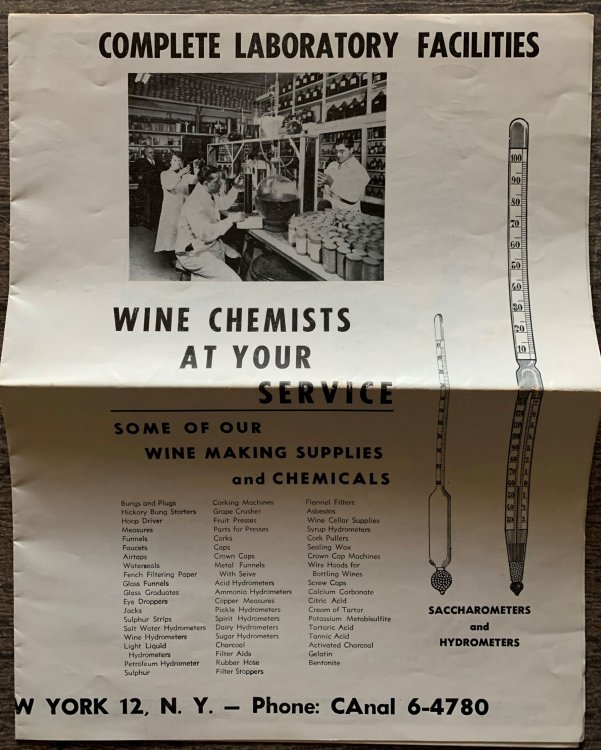 COMPLETE LABORATORY FACILITIES
WINE CHEMISTS
AT YOUR
SERVICE
SOME OF OUR
WINE MAKING SUPPLIES
and CHEMICALS
Bungs and Plugs
Hickory Bung Starters
Hoop Driver
Measures
Funnels
Faucets
Airtaps
Waterseals
Fench Filtering Paper
Glass Funnels
Glass Graduates
Eye Droppers
Jacks
Sulphur Strips
Salt Water Hydrometers
Wine Hydrometers
Light Liquid
Hydrometers
Petroleum Hydrometer
Sulphur
Corking Machines
Grape Crusher
Fruit Presses
Parts for Presses
Corks
Caps
Crown Caps
Metal Funnels
With Seive
Acid Hydrometers
Ammonia Hydrometers
Copper Measures
Pickle Hydrometers
Spirit Hydrometers
Dairy Hydrometers
Sugar Hydrometers
Charcoal
Filter Aids
Rubber Hose
Filter Stoppers
Flannel Filters
Asbestos
Wine Cellar Supplies
Syrup Hydrometers
Cork Pullers
Sealing Wax
Crown Cap Machines
Wire Hoods for
Bottling Wines
Screw Caps
Calcium Carbonate
Citric Acid
Cream of Tartar
Potassium Metabisulfite
Tartaric Acid
Tannic Acid
Activated Charcoal
Gelatin
Bentonite
100
90
80
70
60
50
40
30
20
10
SACCHAROMETERS
and
HYDROMETERS
W YORK 12, N. Y. — Phone: CAnal 6-4780